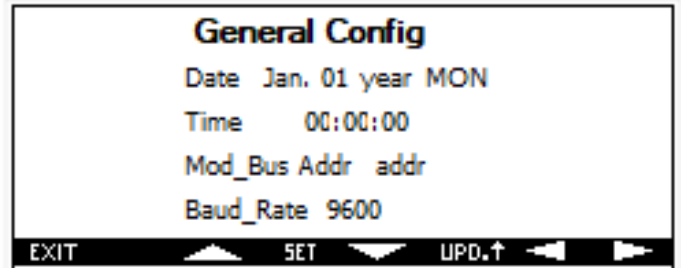 General Config
Date Jan. 01 year MON
Time 00:00:00
Mod_Bus Addr addr
Baud_Rate 9600
EXIT SET UPD.↑